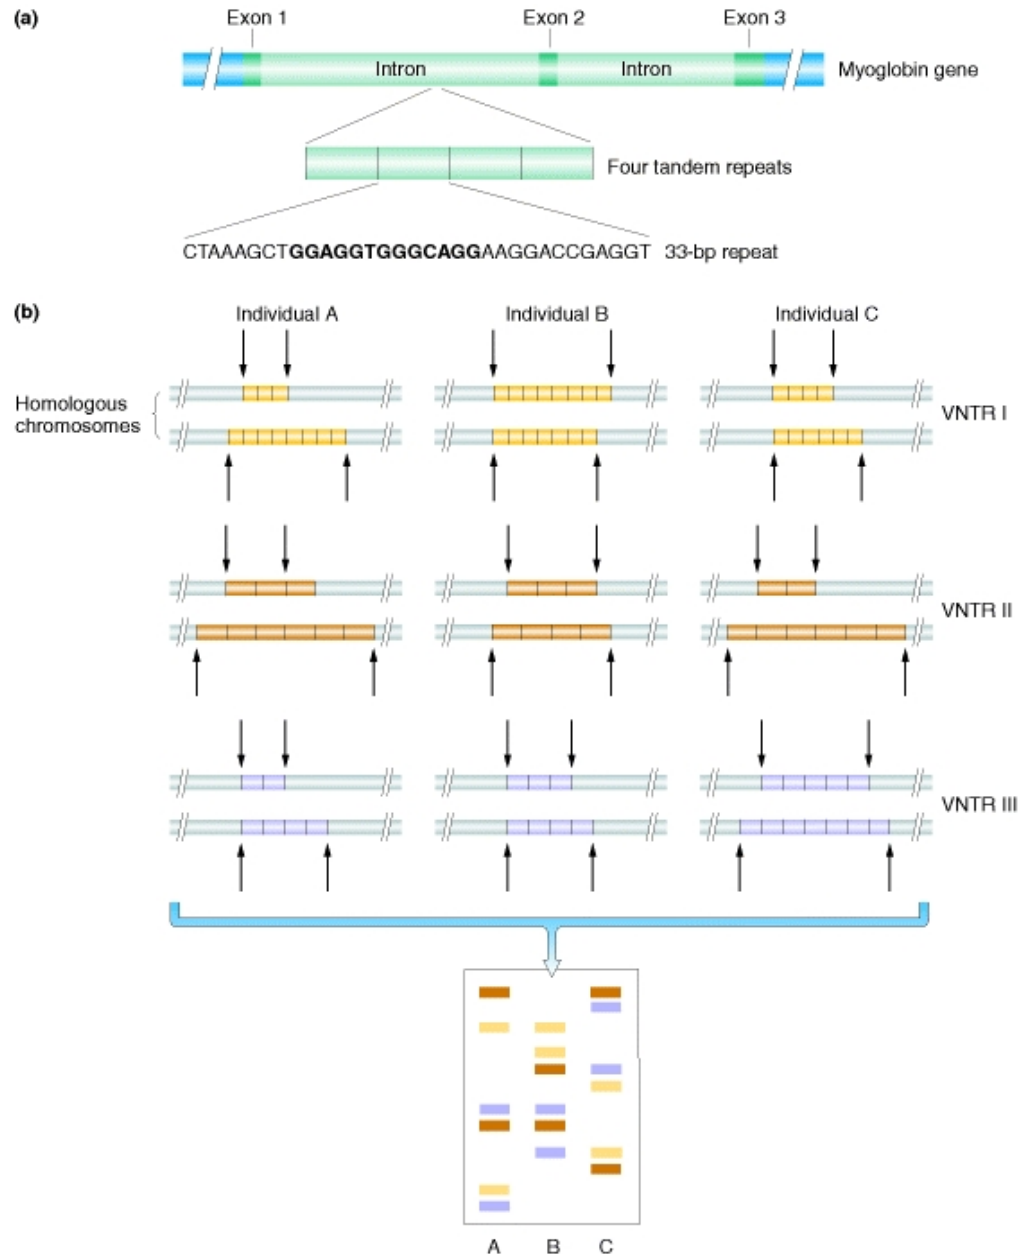 (a)
Exon 1 Exon 2 Exon 3
Intron Intron Myoglobin gene
Four tandem repeats
CTAAAGCTGGAGGTGGGCAGGAAGGACCGAGGT 33-bp repeat
(b)
Individual A Individual B Individual C
Homologous
chromosomes
VNTR I
VNTR II
VNTR III
A B C